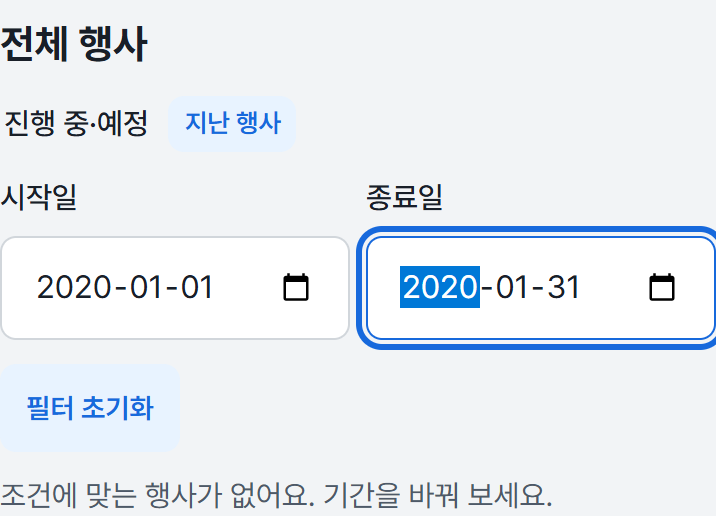 전체 행사
진행 중·예정 지난 행사
시작일 종료일
2020-01-01 2020-01-31
필터 초기화
조건에 맞는 행사가 없어요. 기간을 바꿔 보세요.